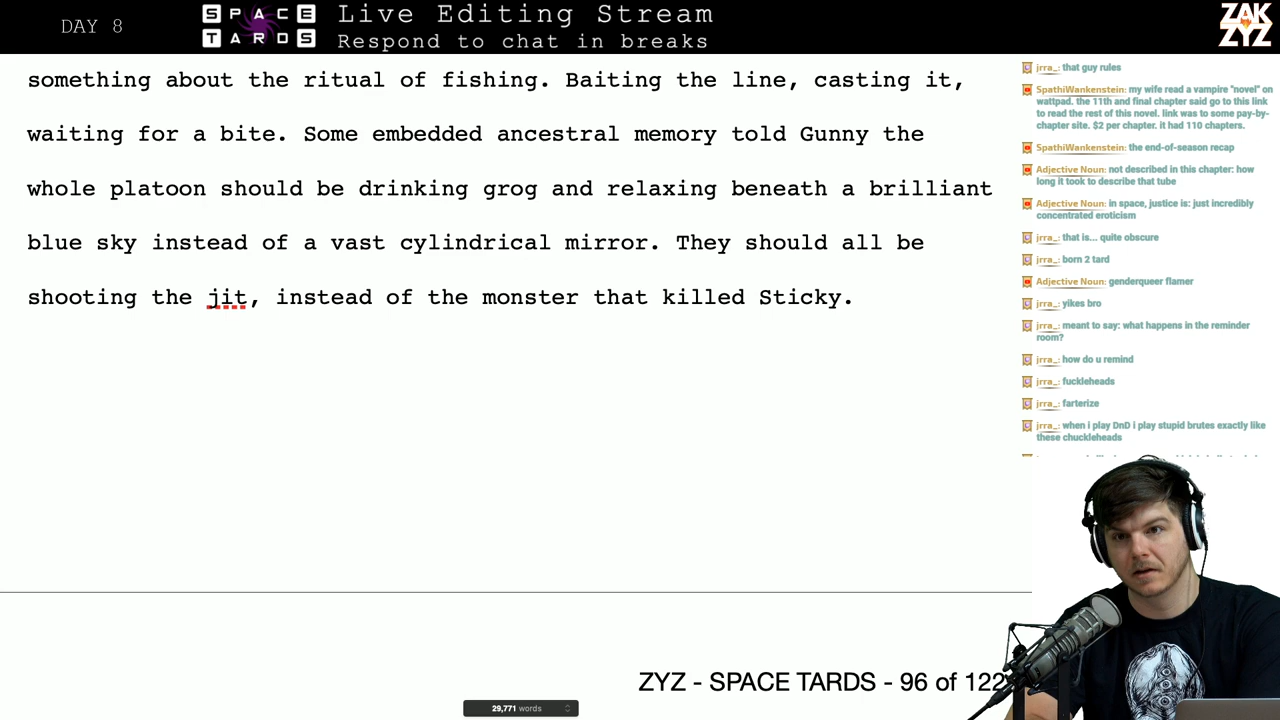 DAY 8
SPACE
TARDS
Live Editing Stream
Respond to chat in breaks
ZAK
ZYZ
something about the ritual of fishing. Baiting the line, casting it,
waiting for a bite. Some embedded ancestral memory told Gunny the
whole platoon should be drinking grog and relaxing beneath a brilliant
blue sky instead of a vast cylindrical mirror. They should all be
shooting the jit, instead of the monster that killed Sticky.
jrra_: that guy rules
SpathiWankenstein: my wife read a vampire "novel" on
wattpad. the 11th and final chapter said go to this link
to read the rest of this novel. link was to some pay-by-
chapter site. $2 per chapter. it had 110 chapters.
SpathiWankenstein: the end-of-season recap
Adjective Noun: not described in this chapter: how
long it took to describe that tube
Adjective Noun: in space, justice is: just incredibly
concentrated eroticism
jrra_: that is... quite obscure
jrra_: born 2 tard
Adjective Noun: genderqueer flamer
jrra_: yikes bro
jrra_: meant to say: what happens in the reminder
room?
jrra_: how do u remind
jrra_: fuckleheads
jrra_: farterize
jrra_: when i play DnD i play stupid brutes exactly like
these chuckleheads
ZYZ - SPACE TARDS - 96 of 122
29,771 words